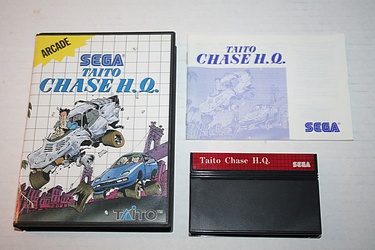 ARCADE
SEGA
TAITO
CHASE H.Q.
TAITO
TAITO
CHASE H.Q.
SEGA
Taito Chase H.Q.
SEGA